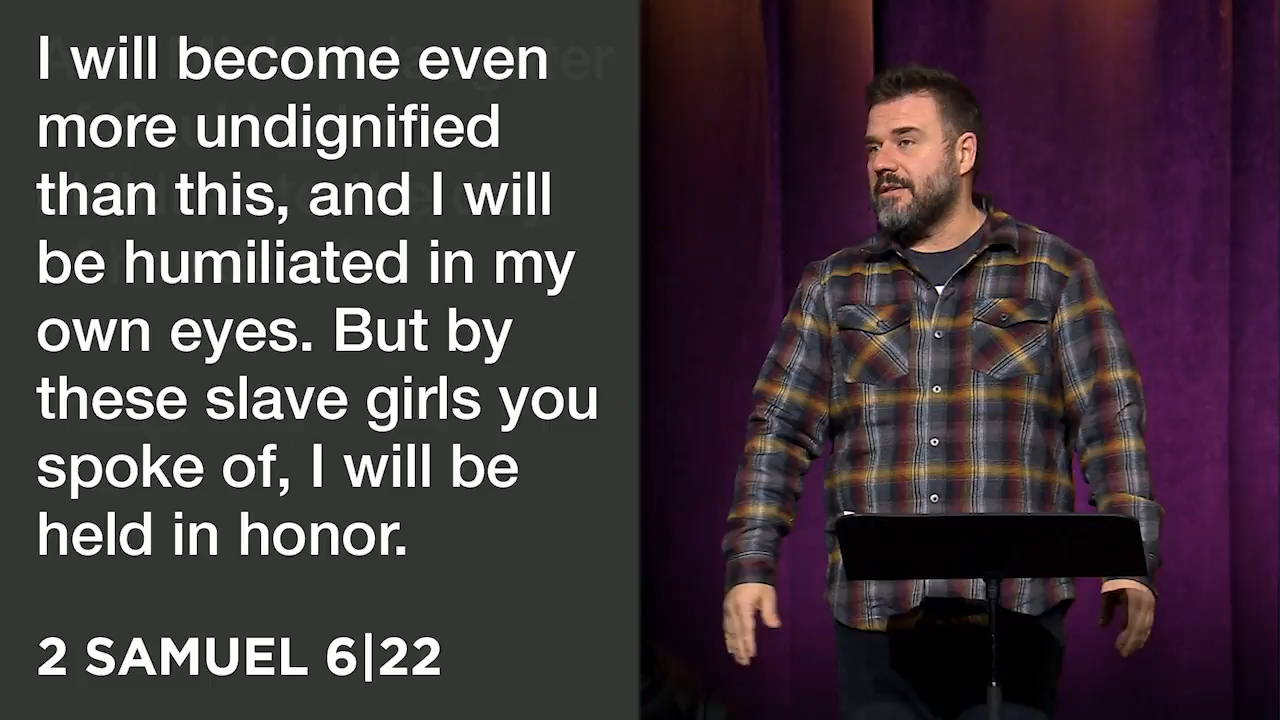 I will become even
more undignified
than this, and I will
be humiliated in my
own eyes. But by
these slave girls you
spoke of, I will be
held in honor.
2 SAMUEL 6|22